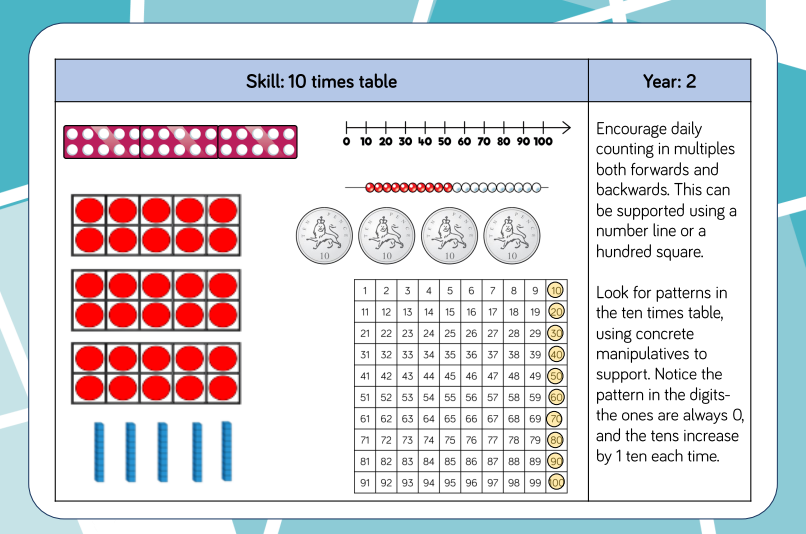 Skill: 10 times table
Year: 2
0 10 20 30 40 50 60 70 80 90 100
10 10 10 10
1 2 3 4 5 6 7 8 9 10
11 12 13 14 15 16 17 18 19 20
21 22 23 24 25 26 27 28 29 30
31 32 33 34 35 36 37 38 39 40
41 42 43 44 45 46 47 48 49 50
51 52 53 54 55 56 57 58 59 60
61 62 63 64 65 66 67 68 69 70
71 72 73 74 75 76 77 78 79 80
81 82 83 84 85 86 87 88 89 90
91 92 93 94 95 96 97 98 99 100
Encourage daily
counting in multiples
both forwards and
backwards. This can
be supported using a
number line or a
hundred square.
Look for patterns in
the ten times table,
using concrete
manipulatives to
support. Notice the
pattern in the digits-
the ones are always 0,
and the tens increase
by 1 ten each time.